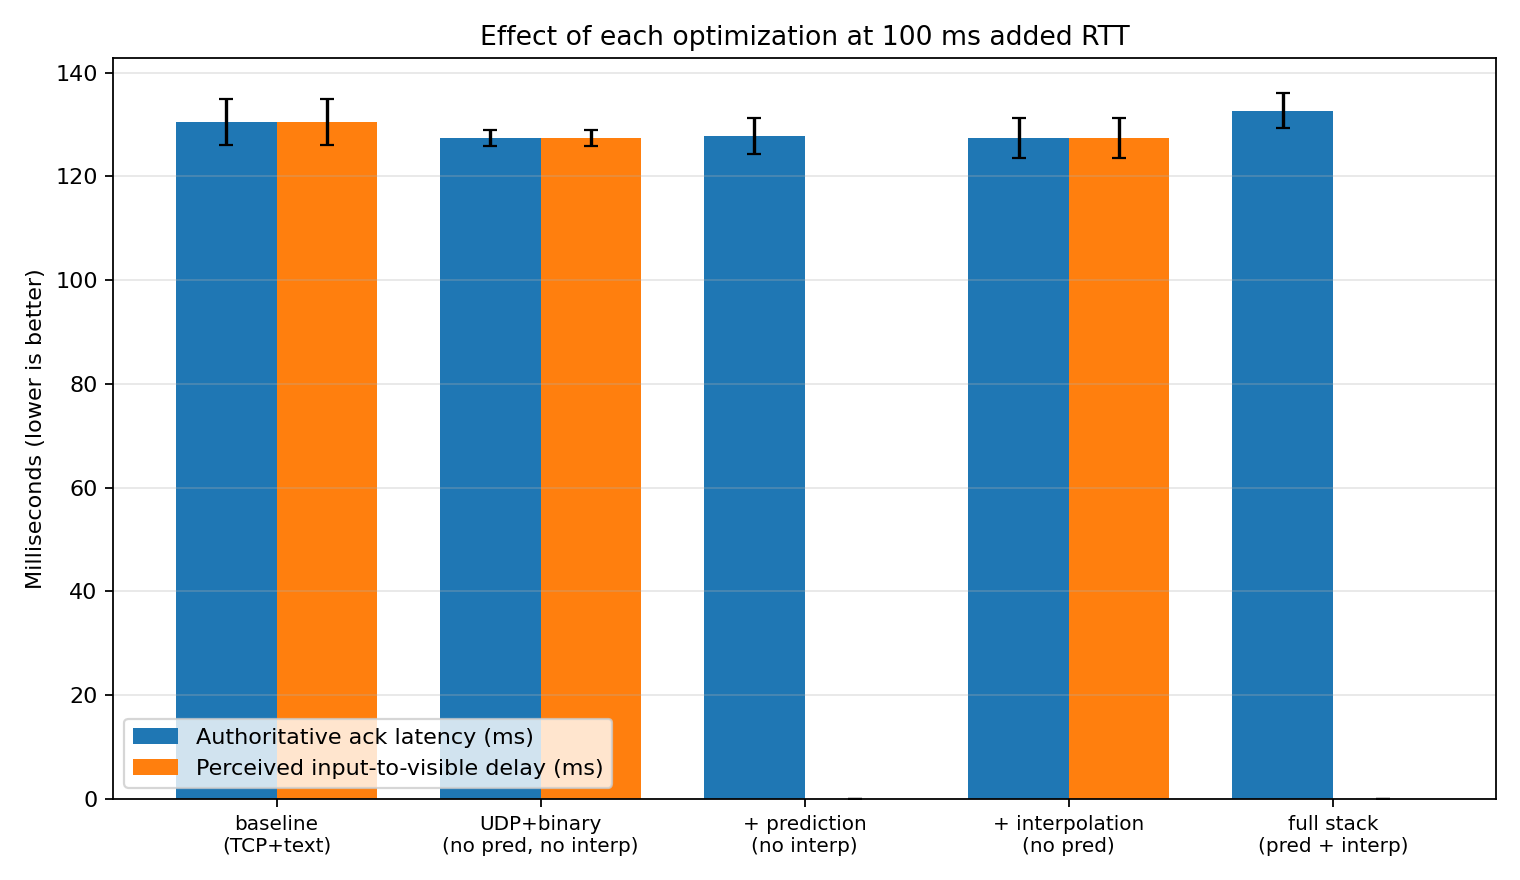 Effect of each optimization at 100 ms added RTT
Milliseconds (lower is better)
140
120
100
80
60
40
20
0
Authoritative ack latency (ms)
Perceived input-to-visible delay (ms)
baseline
(TCP+text)
UDP+binary
(no pred, no interp)
+ prediction
(no interp)
+ interpolation
(no pred)
full stack
(pred + interp)